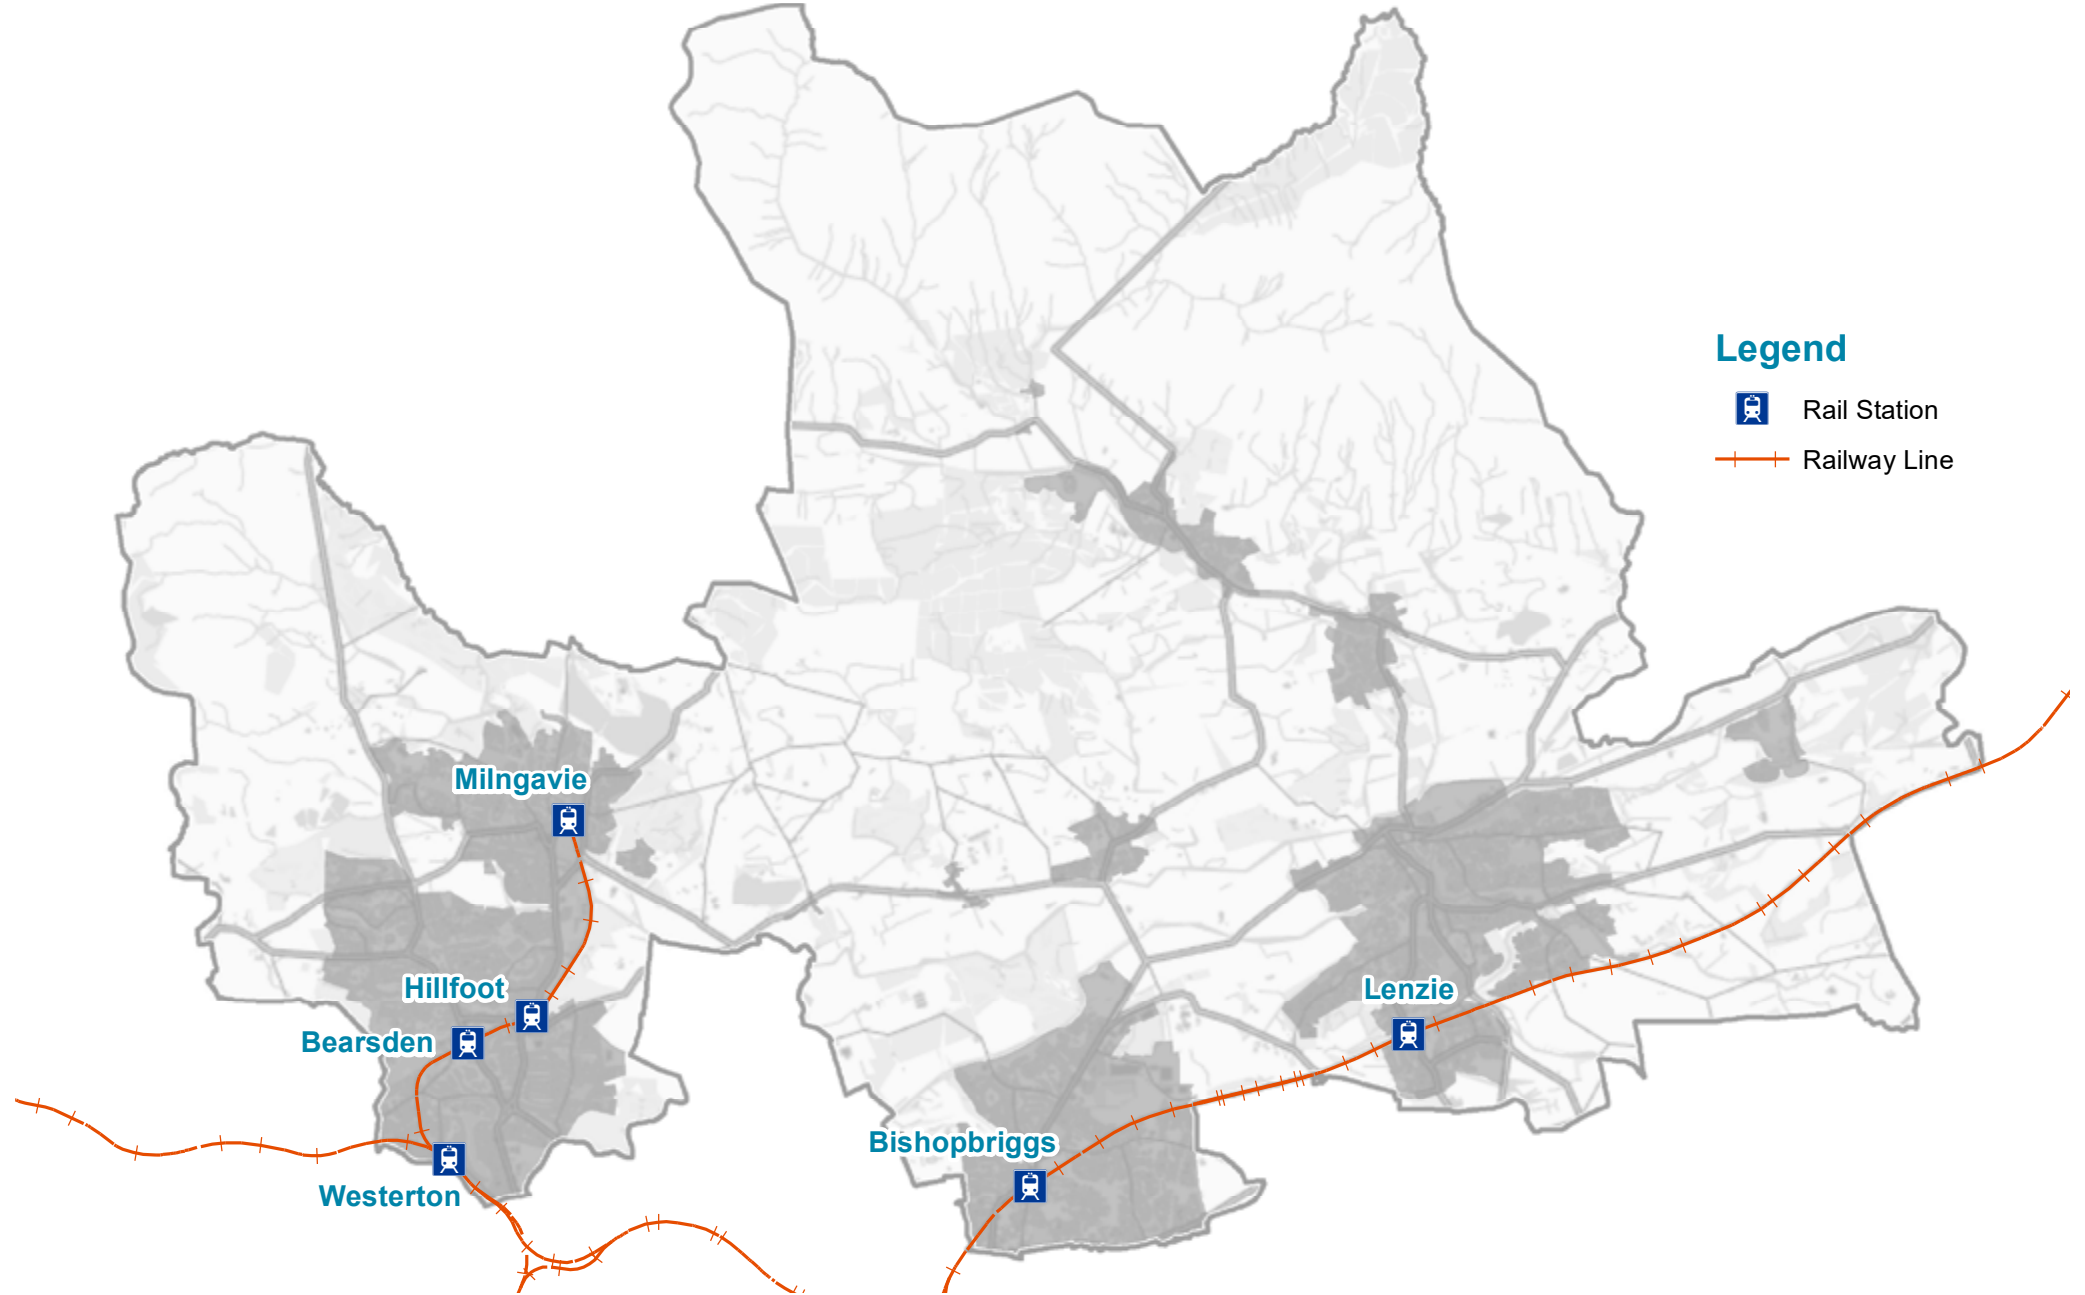 Legend
Rail Station
Railway Line
Milngavie
Hillfoot
Bearsden
Westerton
Lenzie
Bishopbriggs